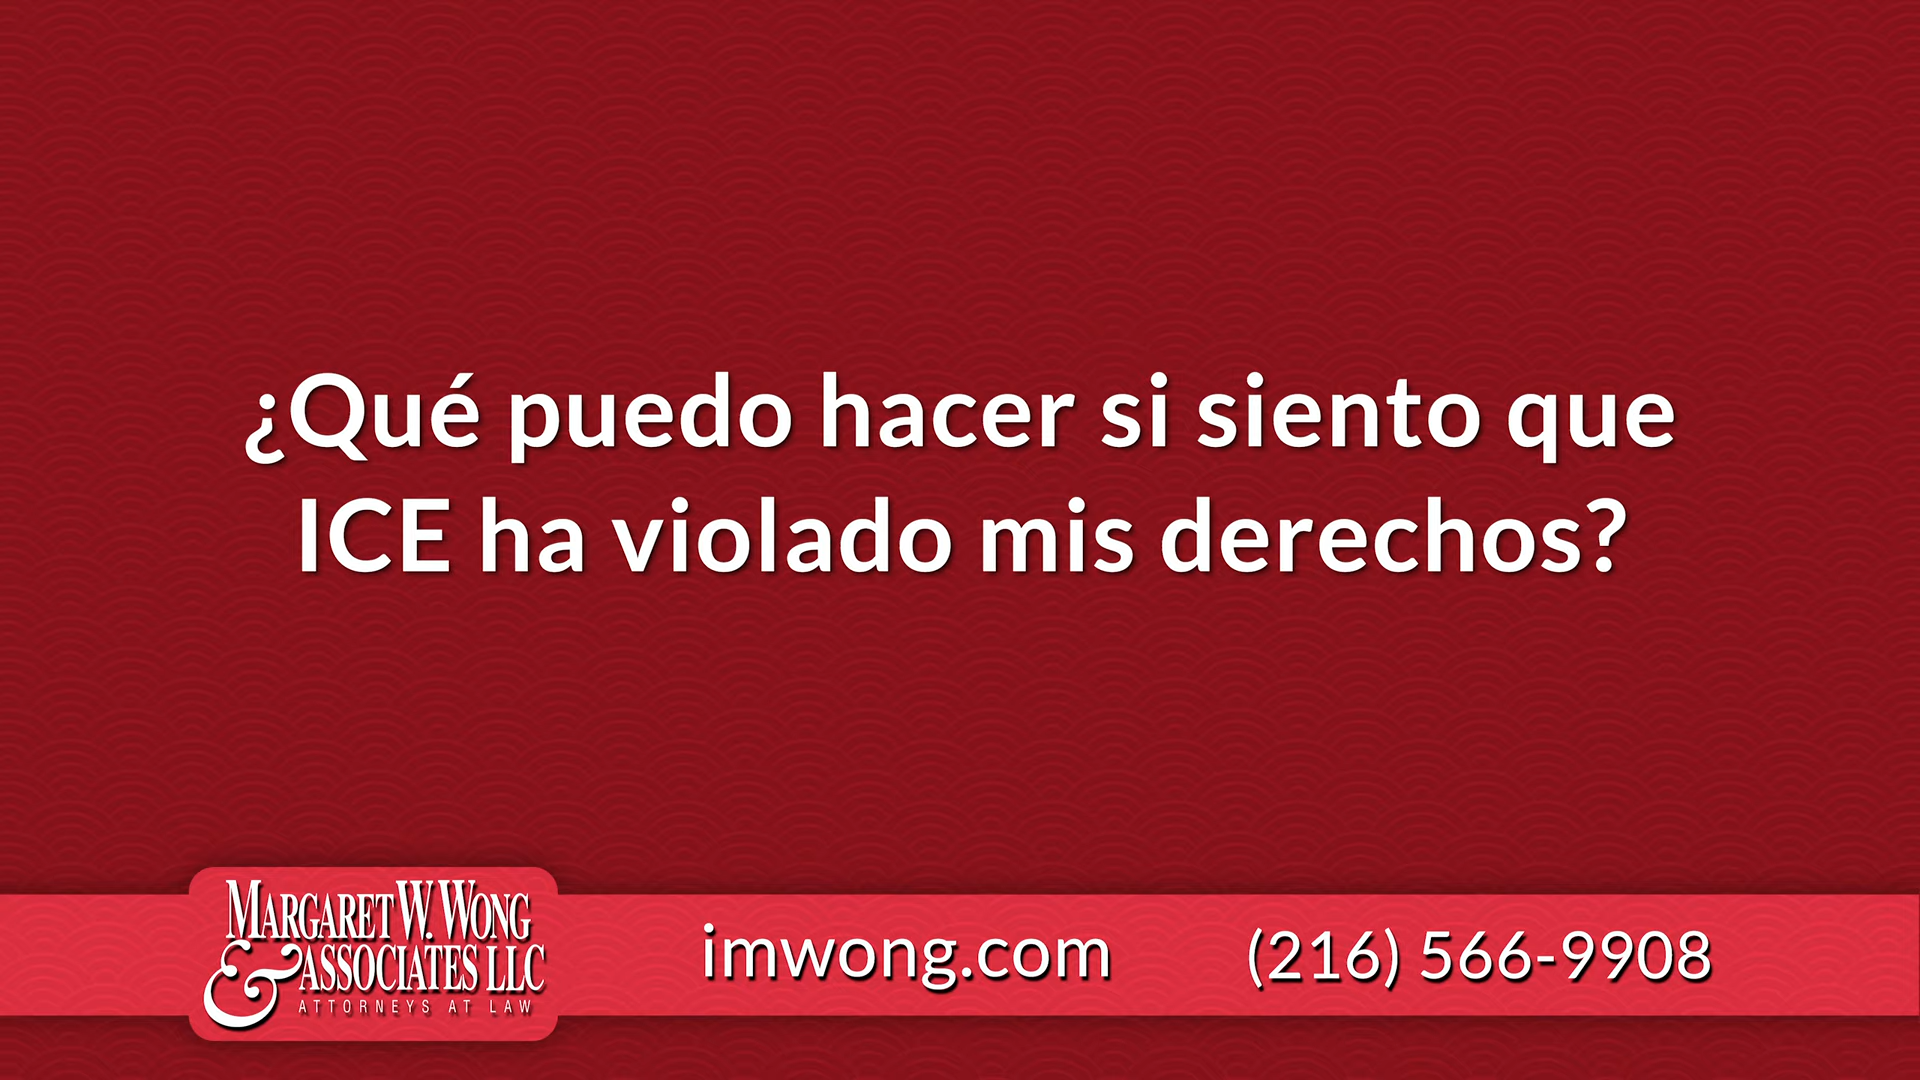 ¿Qué puedo hacer si siento que
ICE ha violado mis derechos?
MARGARET W. WONG
& ASSOCIATES LLC
ATTORNEYS AT LAW
imwong.com
(216) 566-9908